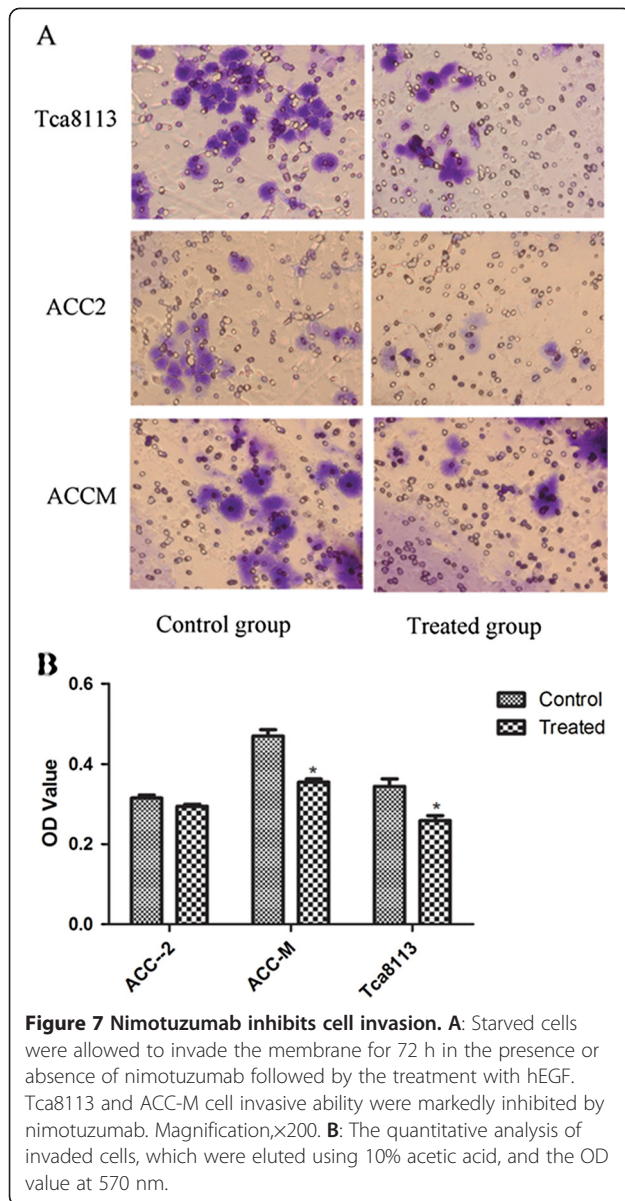 A
Tca8113
ACC2
ACCM
Control group Treated group
B
0.6
0.4
0.2
0.0
OD Value
Control
Treated
*
*
ACC--2
ACC-M
Tca8113
Figure 7 Nimotuzumab inhibits cell invasion. A: Starved cells
were allowed to invade the membrane for 72 h in the presence or
absence of nimotuzumab followed by the treatment with hEGF.
Tca8113 and ACC-M cell invasive ability were markedly inhibited by
nimotuzumab. Magnification,×200. B: The quantitative analysis of
invaded cells, which were eluted using 10% acetic acid, and the OD
value at 570 nm.